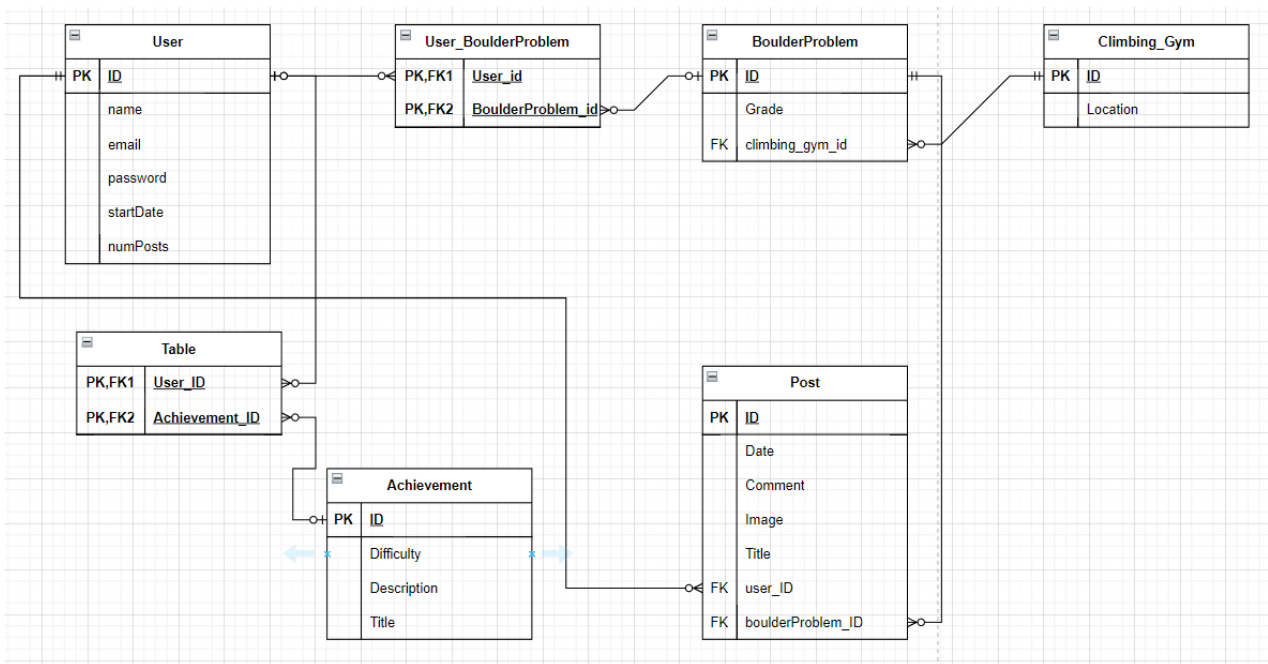 User
PK ID
name
email
password
startDate
numPosts
User_BoulderProblem
PK,FK1 User_id
PK,FK2 BoulderProblem_id
BoulderProblem
PK ID
Grade
FK climbing_gym_id
Climbing_Gym
PK ID
Location
Table
PK,FK1 User_ID
PK,FK2 Achievement_ID
Achievement
PK ID
Difficulty
Description
Title
Post
PK ID
Date
Comment
Image
Title
FK user_ID
FK boulderProblem_ID